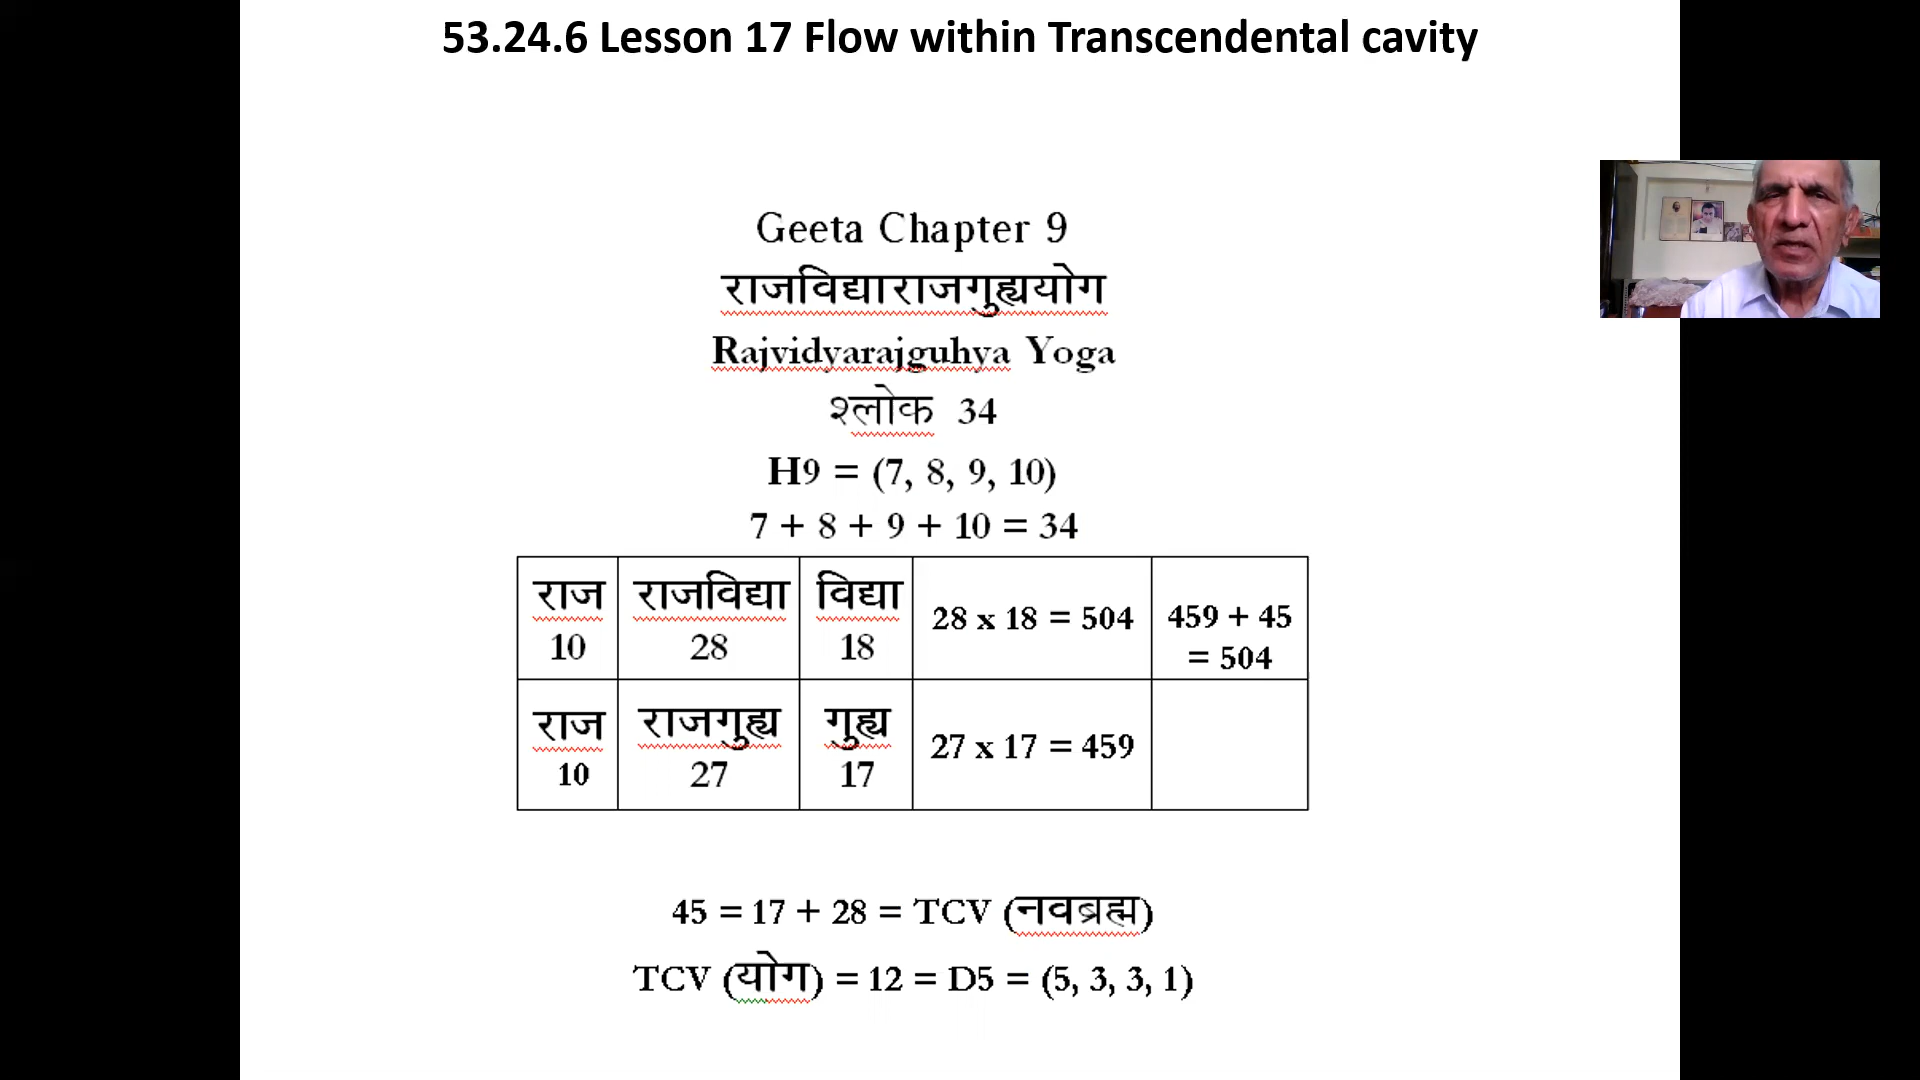 53.24.6 Lesson 17 Flow within Transcendental cavity
Geeta Chapter 9
राजविद्याराजगुह्ययोग
Rajvidyarajguhya Yoga
श्लोक 34
H9 = (7, 8, 9, 10)
7 + 8 + 9 + 10 = 34
राज राजविद्या विद्या 28 x 18 = 504 459 + 45
10 28 18 = 504
राज राजगुह्य गुह्य 27 x 17 = 459
10 27 17
45 = 17 + 28 = TCV (नवब्रह्म)
TCV (योग) = 12 = D5 = (5, 3, 3, 1)